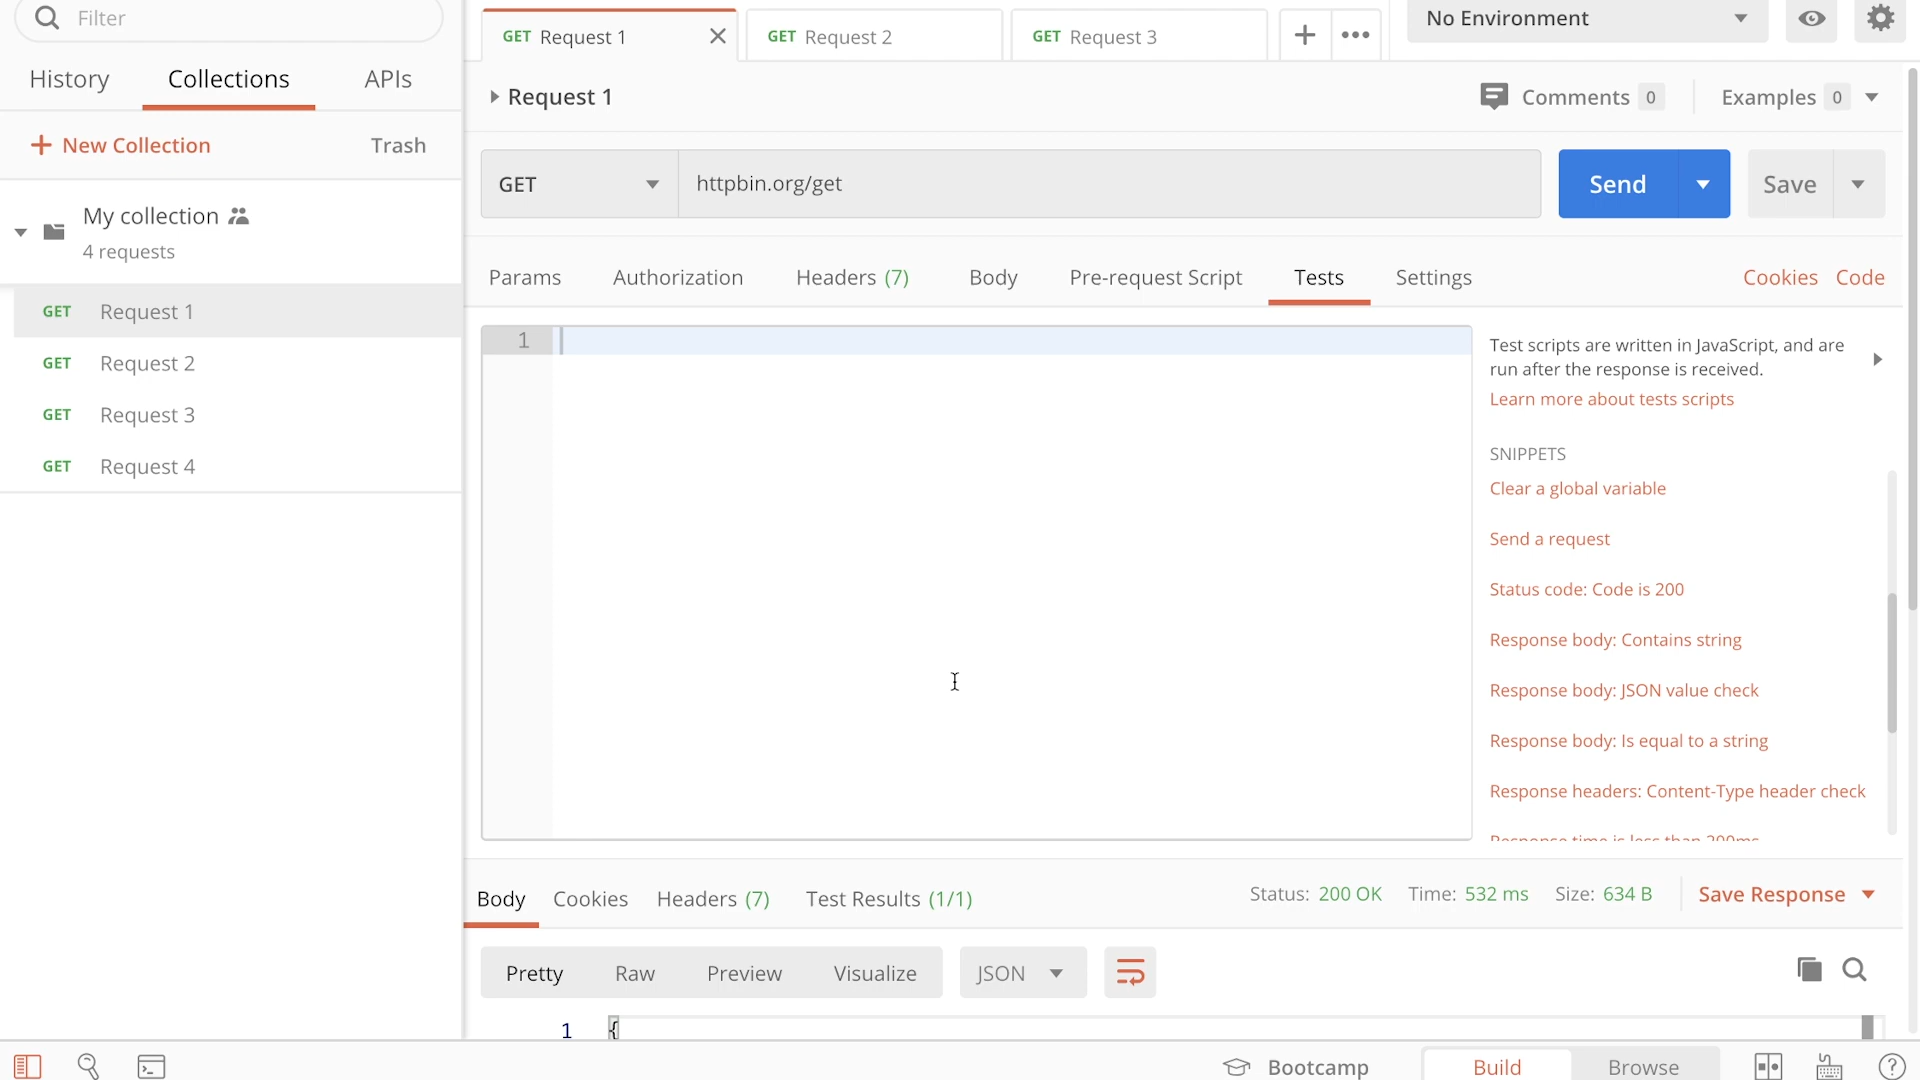 Filter
History
Collections
APIs
New Collection
Trash
My collection
4 requests
GET Request 1
GET Request 2
GET Request 3
GET Request 4
GET Request 1
GET Request 2
GET Request 3
No Environment
Request 1
Comments 0
Examples 0
GET
httpbin.org/get
Send
Save
Params
Authorization
Headers (7)
Body
Pre-request Script
Tests
Settings
Cookies
Code
1
Test scripts are written in JavaScript, and are
run after the response is received.
Learn more about tests scripts
SNIPPETS
Clear a global variable
Send a request
Status code: Code is 200
Response body: Contains string
Response body: JSON value check
Response body: Is equal to a string
Response headers: Content-Type header check
Response time is less than 200ms
Body
Cookies
Headers (7)
Test Results (1/1)
Status: 200 OK
Time: 532 ms
Size: 634 B
Save Response
Pretty
Raw
Preview
Visualize
JSON
1 {
Bootcamp
Build
Browse